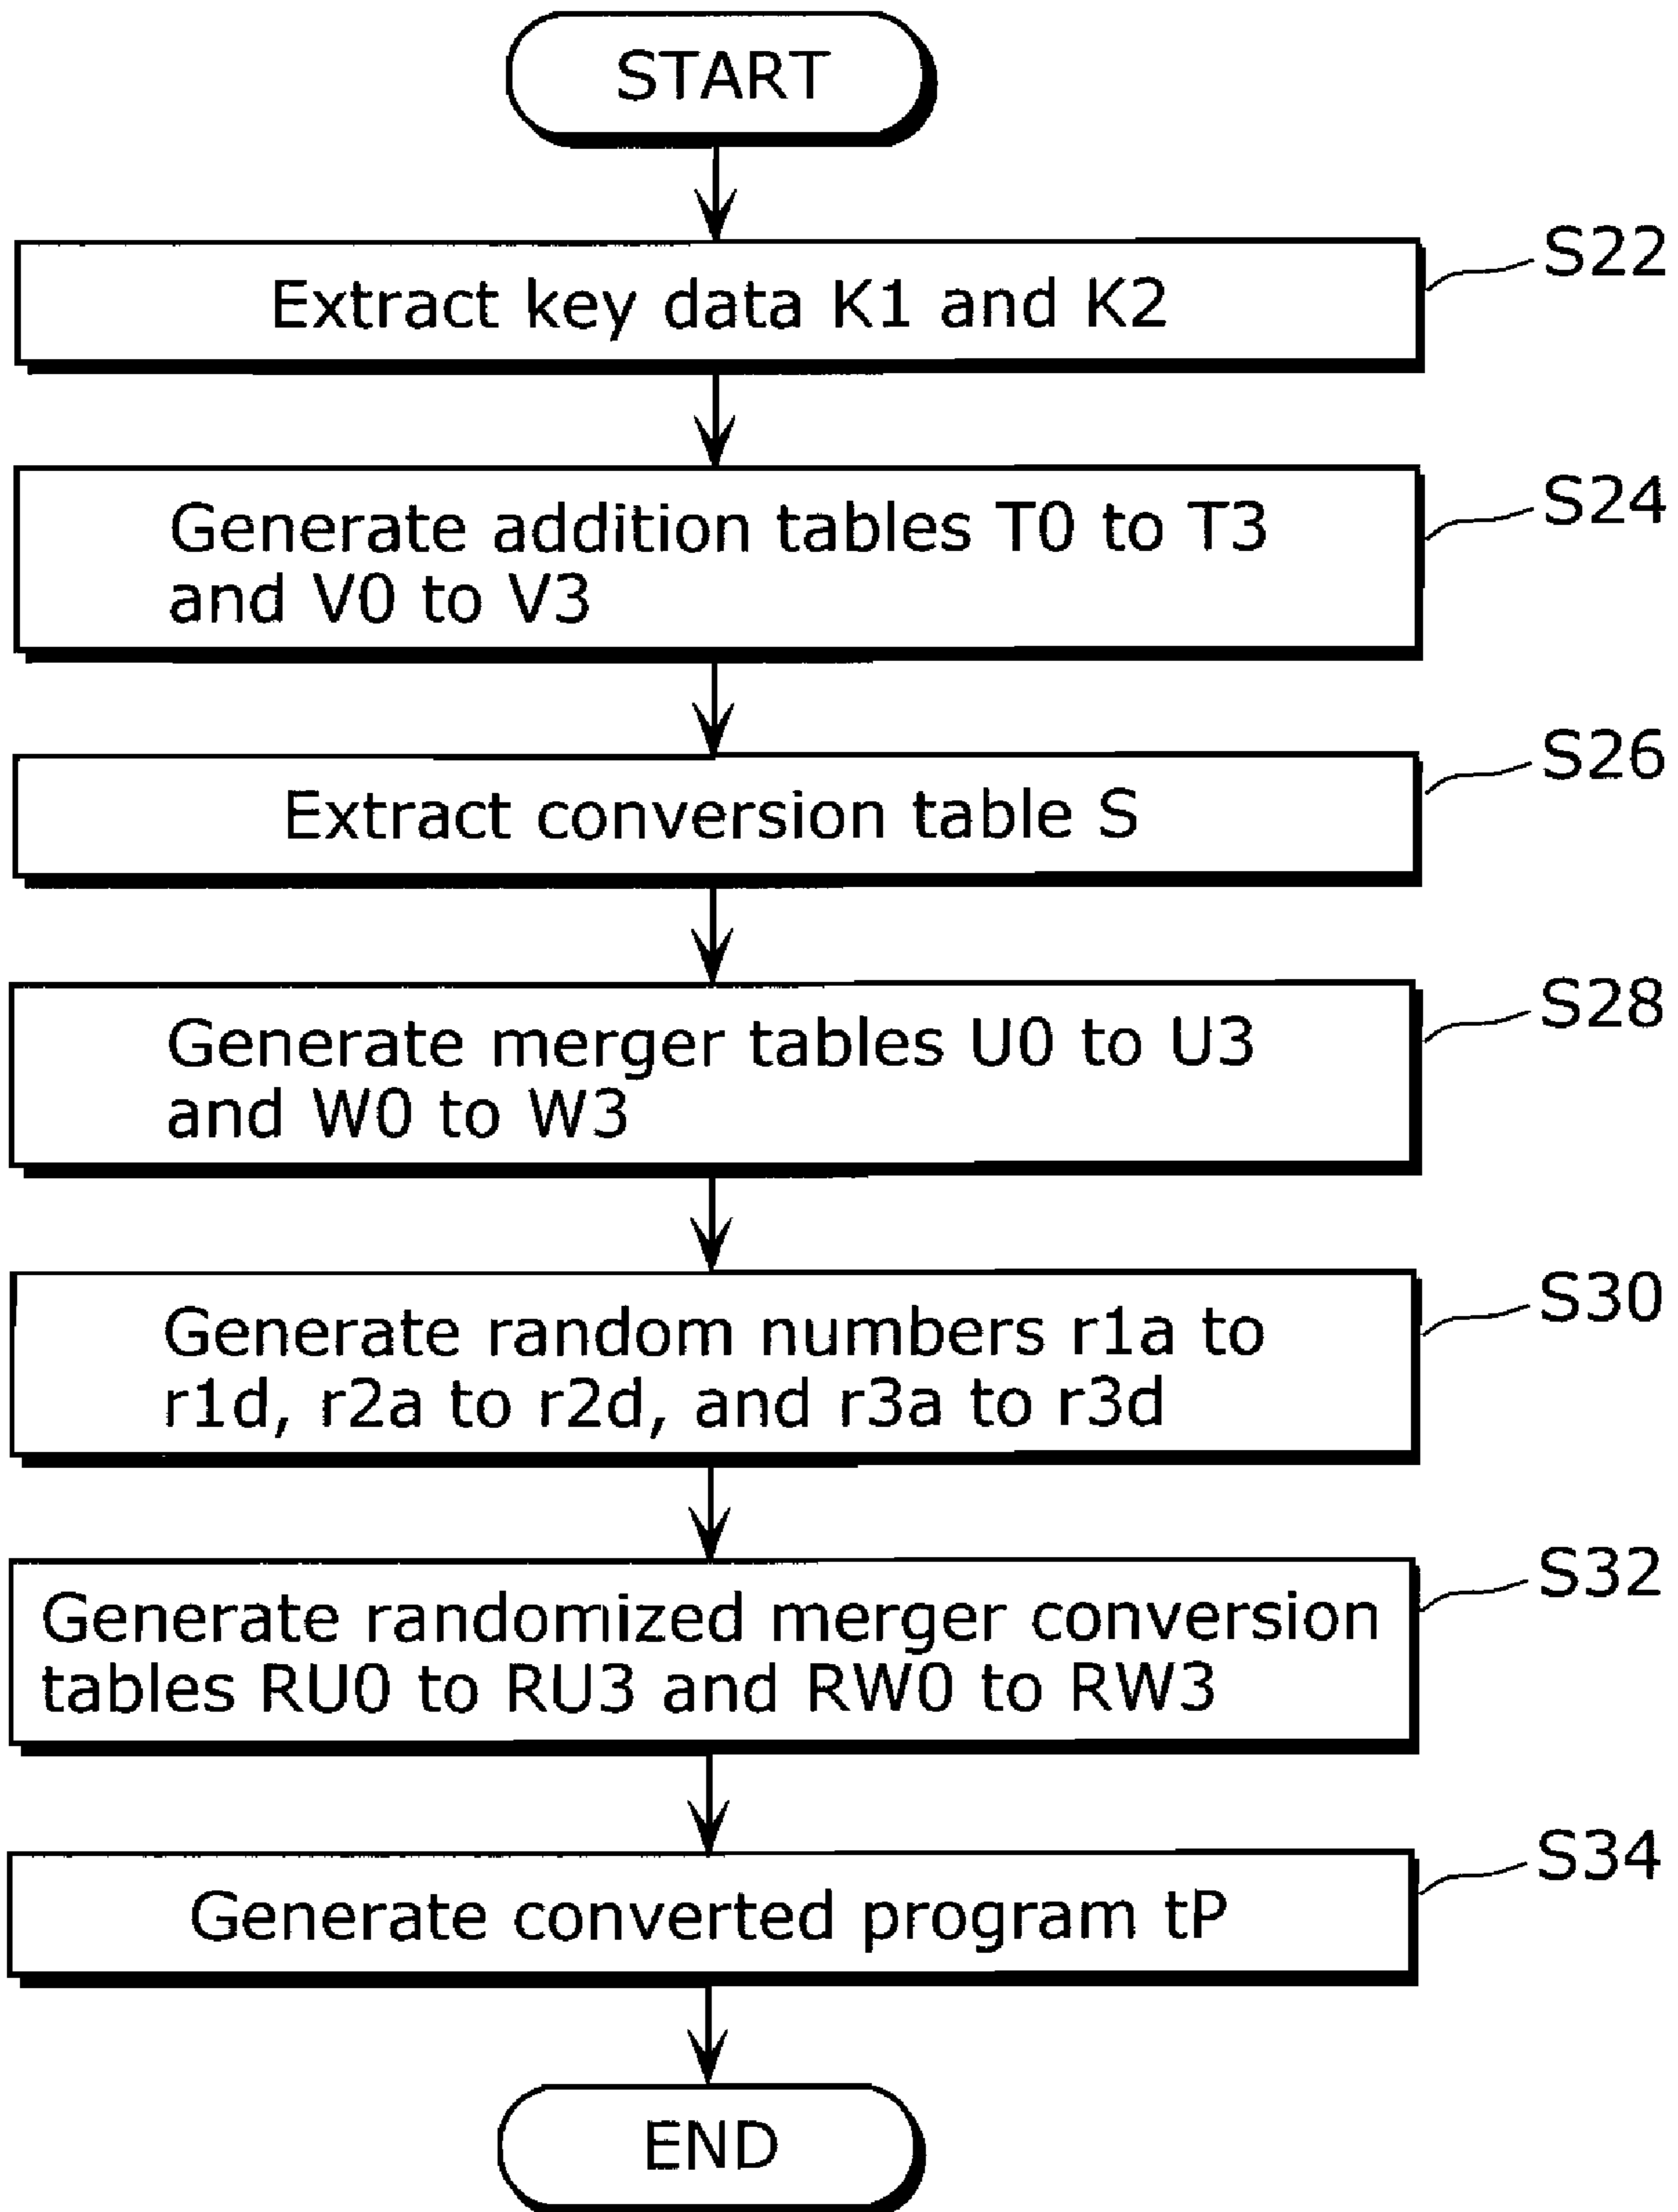 START
S22
Extract key data K1 and K2
S24
Generate addition tables T0 to T3
and V0 to V3
S26
Extract conversion table S
S28
Generate merger tables U0 to U3
and W0 to W3
S30
Generate random numbers r1a to
r1d, r2a to r2d, and r3a to r3d
S32
Generate randomized merger conversion
tables RU0 to RU3 and RW0 to RW3
S34
Generate converted program tP
END